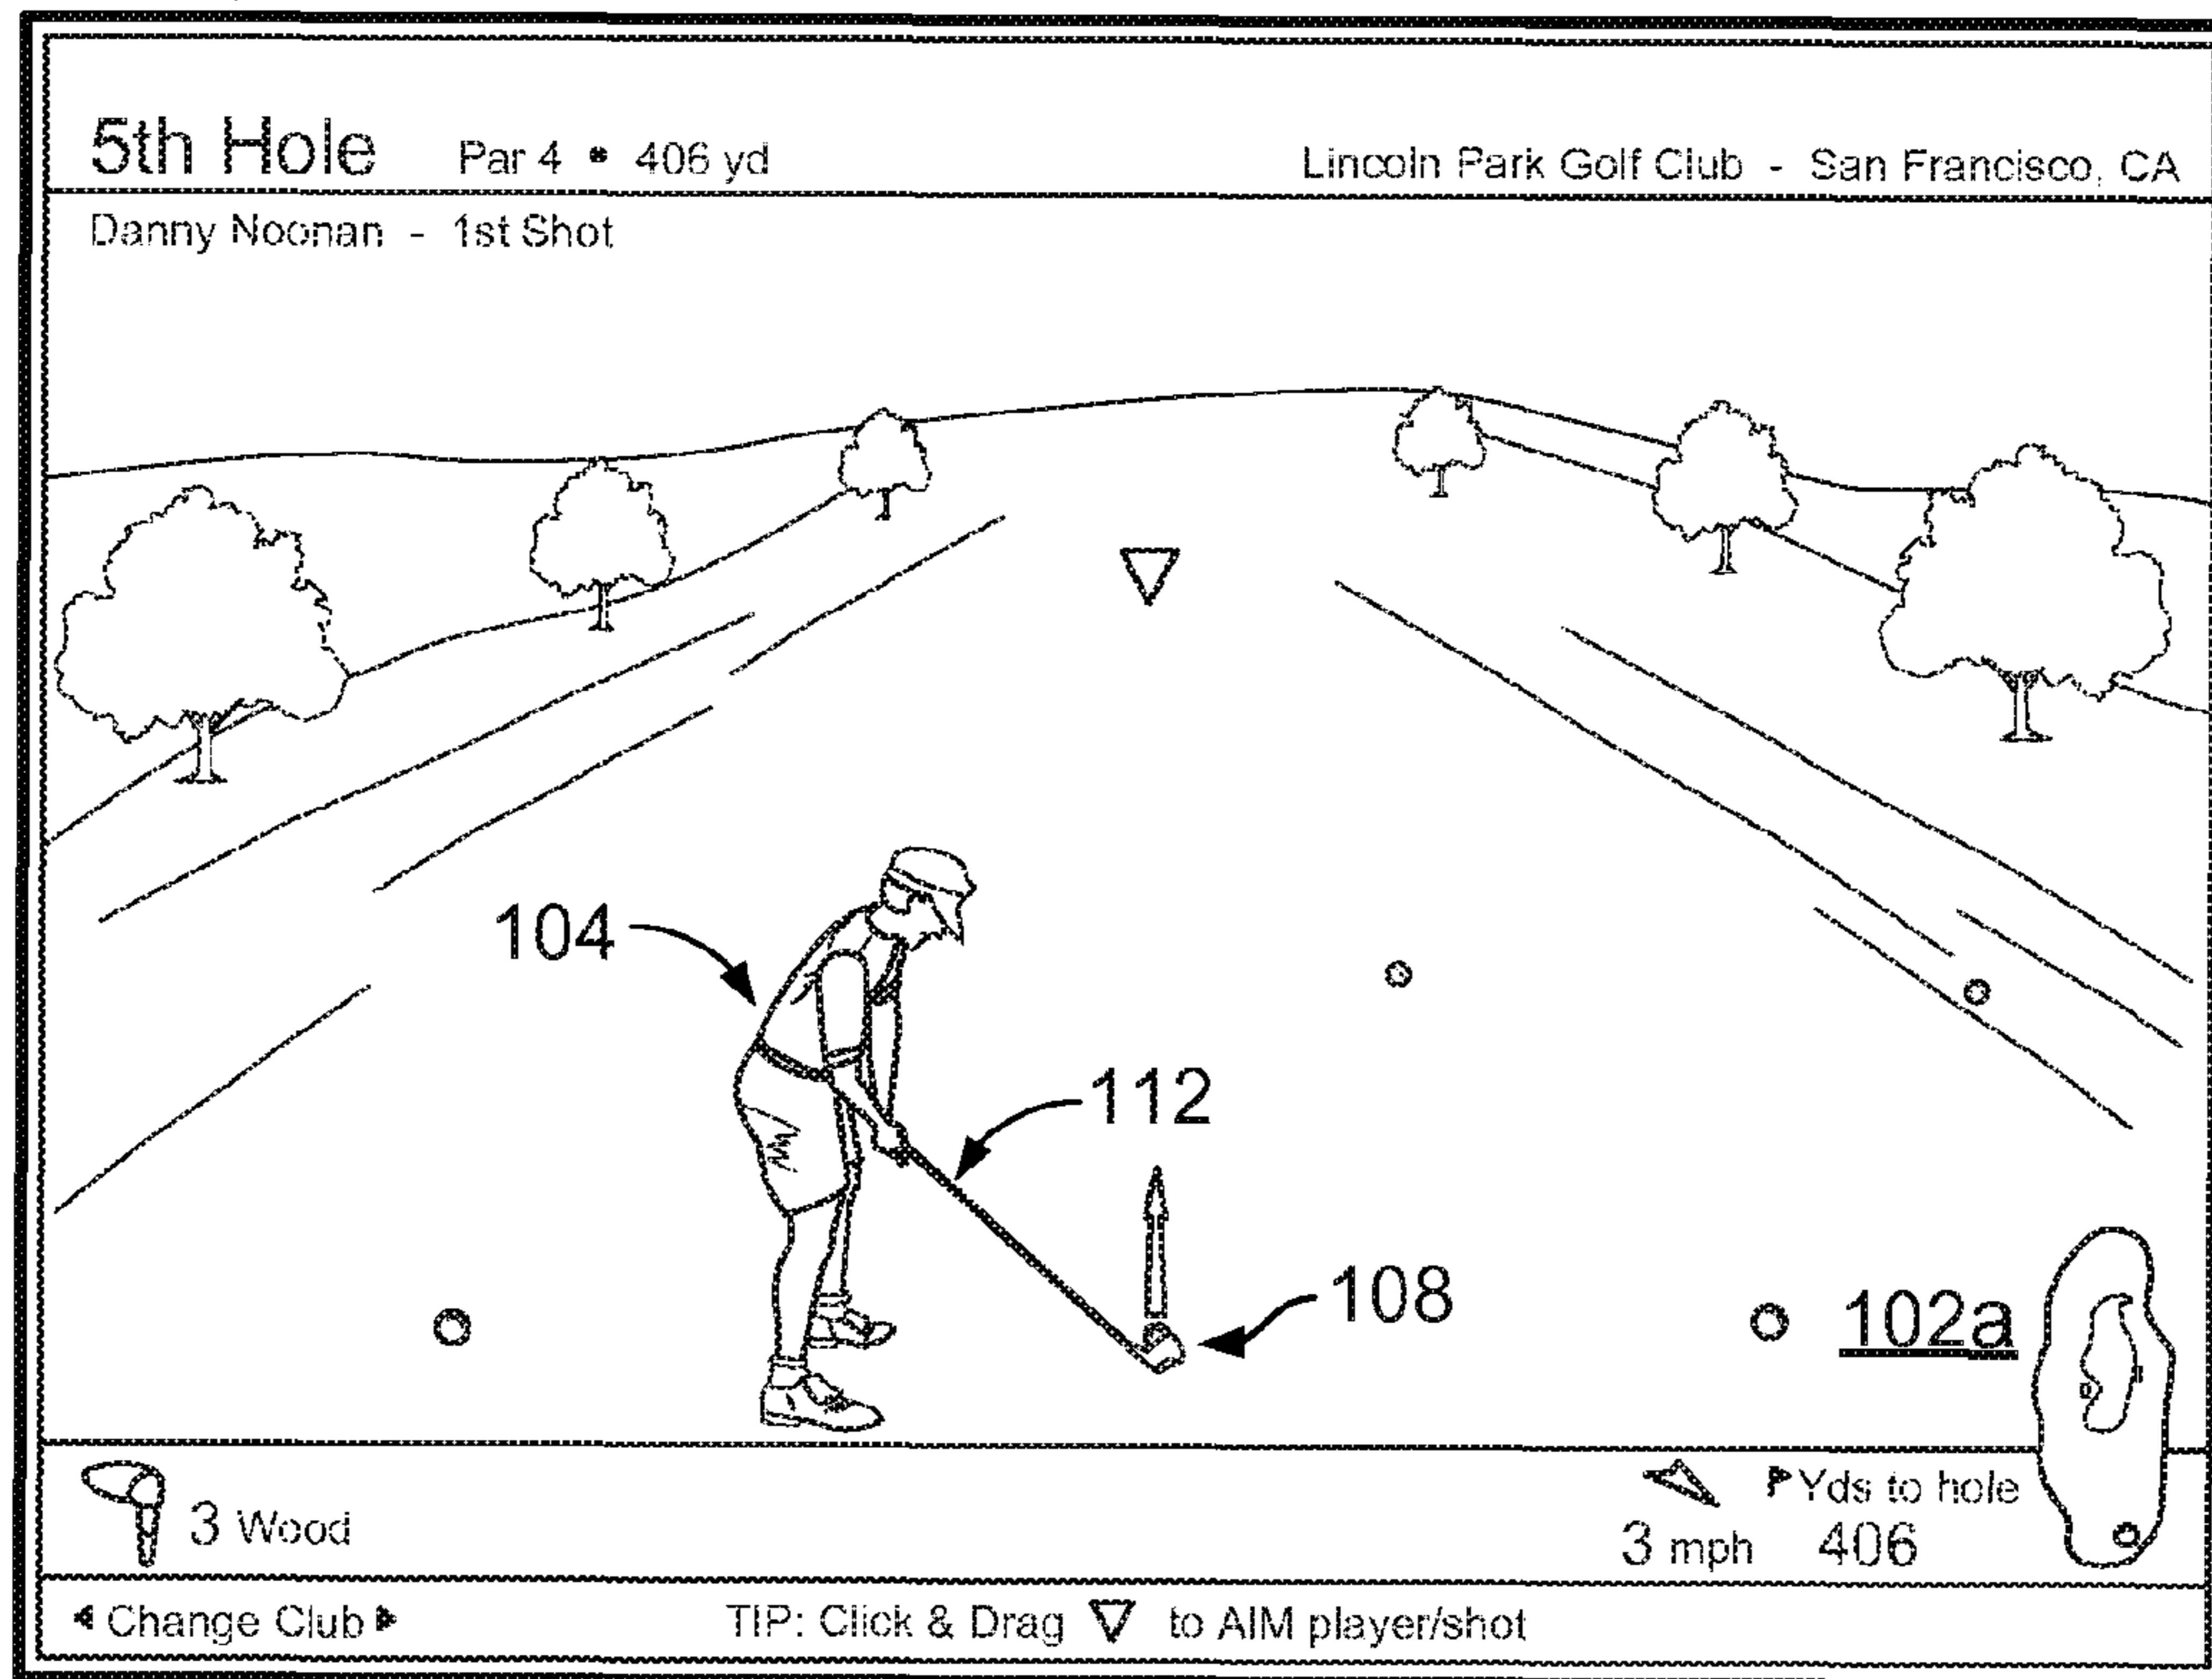 5th Hole Par 4 • 406 yd Lincoln Park Golf Club - San Francisco, CA
Danny Noonan - 1st Shot
104
112
108
102a
3 Wood
Yds to hole
3 mph 406
Change Club TIP: Click & Drag ▽ to AIM player/shot